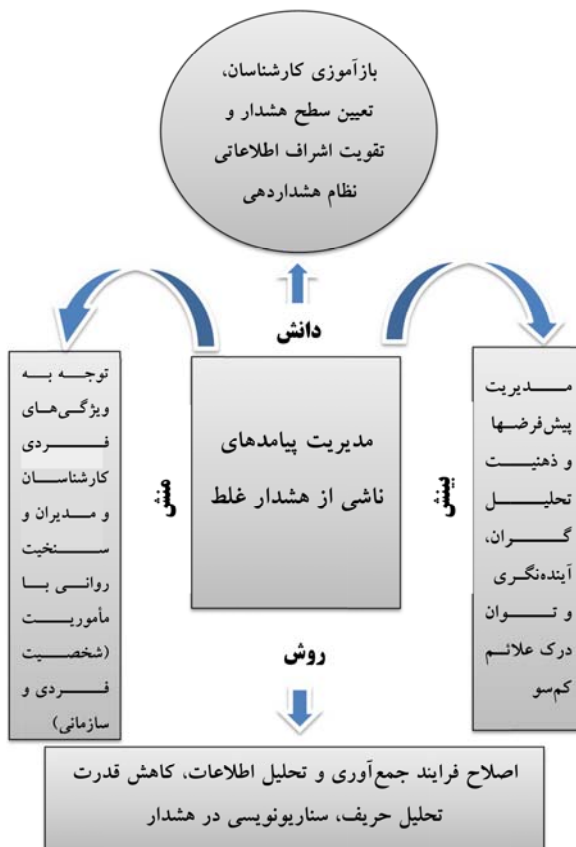 بازآموزی کارشناسان،
تعیین سطح هشدار و
تقویت اشراف اطلاعاتی
نظام هشداردهی
دانش
مدیریت
پیش‌فرضها
و ذهنیت
تحلیل
گران،
آینده‌نگری
و توان
درک علائم
کم‌سو
بینش
مدیریت پیامدهای
ناشی از هشدار غلط
منش
توجه به
ویژگی‌های
فردی
کارشناسان
و مدیران و
سنخیت
روانی با
مأموریت
(شخصیت
فردی و
سازمانی)
روش
اصلاح فرایند جمع‌آوری و تحلیل اطلاعات، کاهش قدرت
تحلیل حریف، سناریونویسی در هشدار